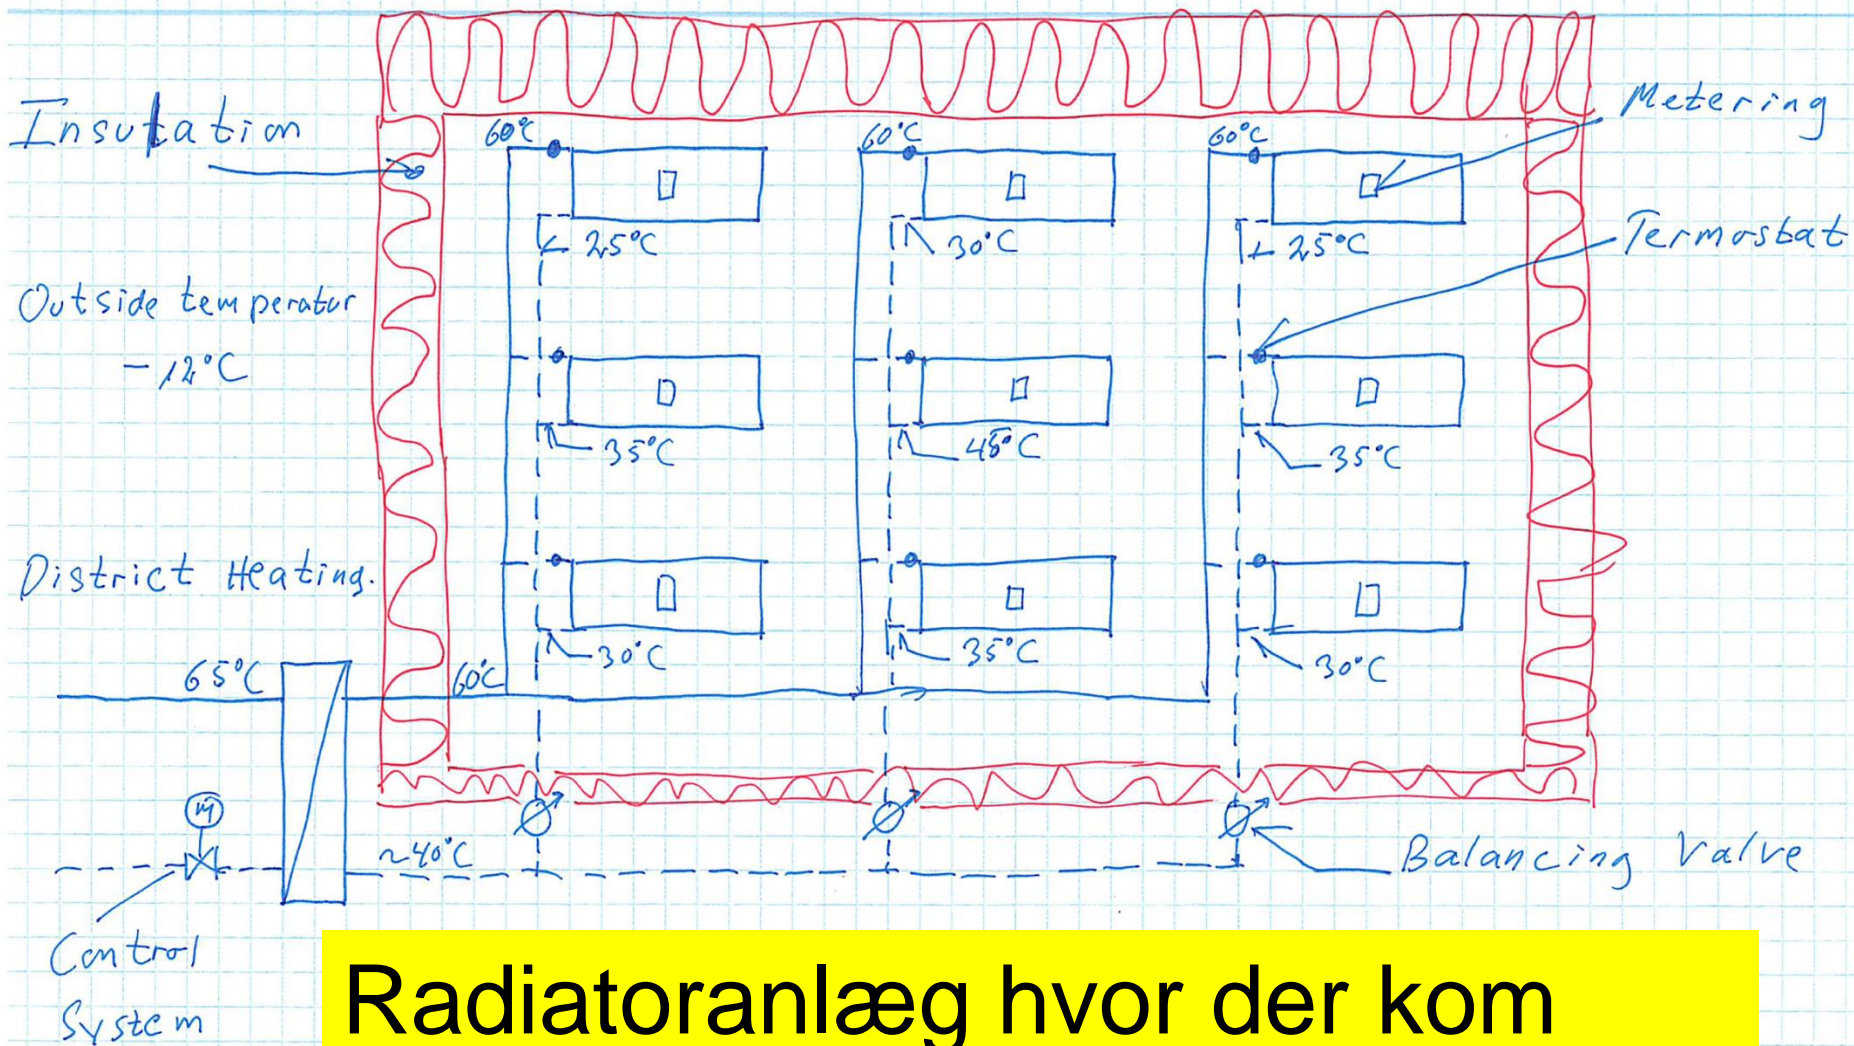 Insulation
Metering
60°C
60°C
60°C
25°C
30°C
25°C
Termostat
Outside temperatur
-12°C
35°C
45°C
35°C
District Heating.
30°C
35°C
30°C
65°C
60°C
M
~40°C
Balancing Valve
Control
System
Radiatoranlæg hvor der kom